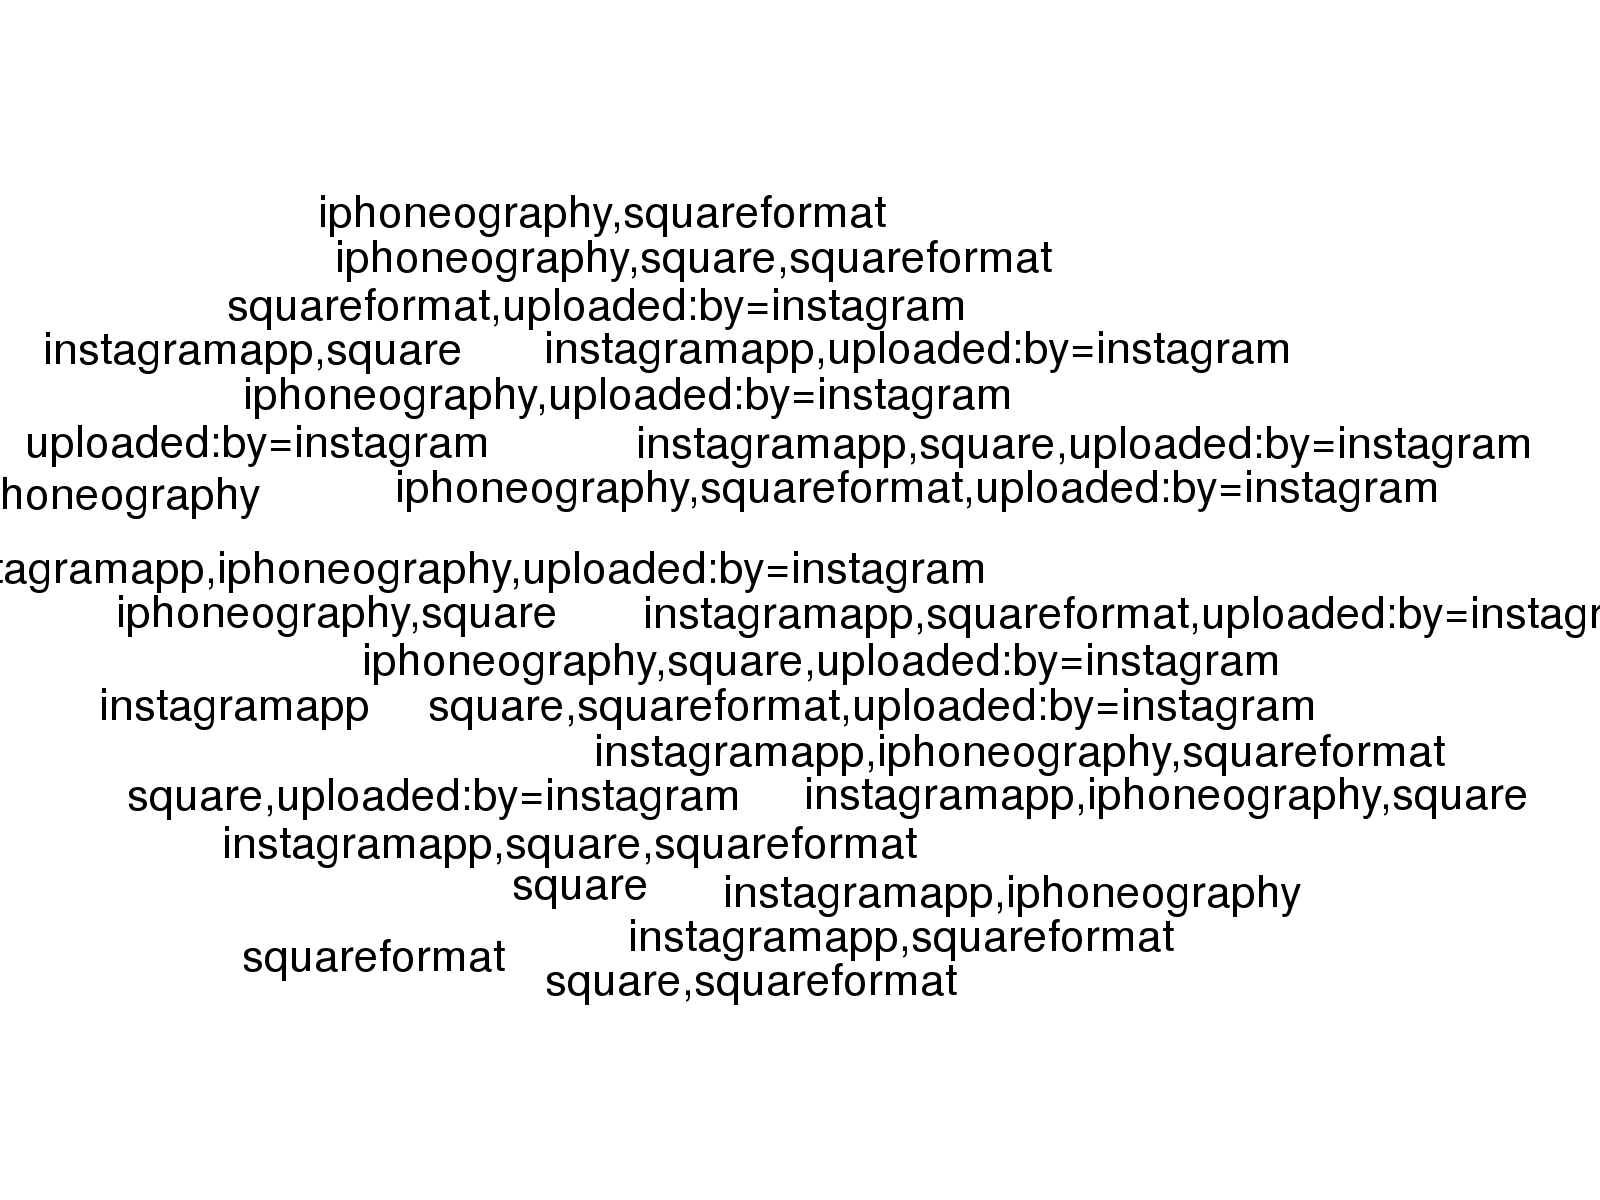 iphoneography,squareformat
iphoneography,square,squareformat
squareformat,uploaded:by=instagram
instagramapp,square instagramapp,uploaded:by=instagram
iphoneography,uploaded:by=instagram
uploaded:by=instagram instagramapp,square,uploaded:by=instagram
honeography iphoneography,squareformat,uploaded:by=instagram
tagramapp,iphoneography,uploaded:by=instagram
iphoneography,square instagramapp,squareformat,uploaded:by=instagr
iphoneography,square,uploaded:by=instagram
instagramapp square,squareformat,uploaded:by=instagram
instagramapp,iphoneography,squareformat
square,uploaded:by=instagram instagramapp,iphoneography,square
instagramapp,square,squareformat
square instagramapp,iphoneography
instagramapp,squareformat
squareformat
square,squareformat